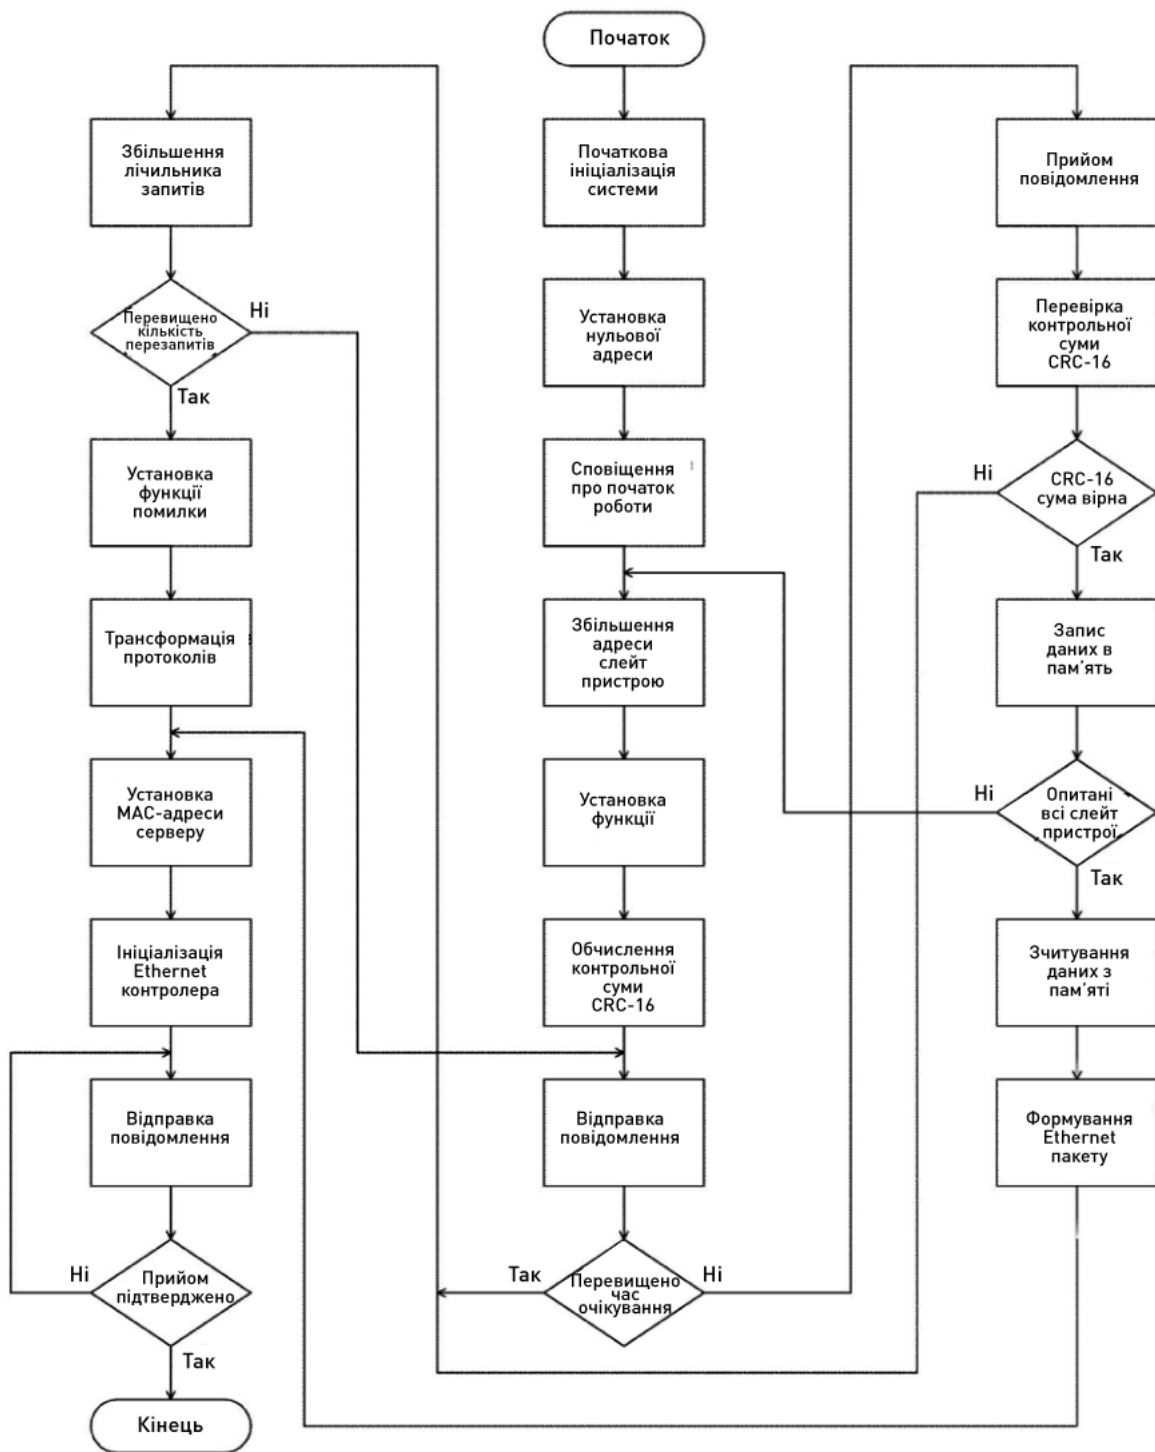 Початок
Збільшення
лічильника
запитів
Перевищено
кількість
перезапитів
Ні
Так
Установка
функції
помилки
Трансформація
протоколів
Установка
MAC-адреси
серверу
Ініціалізація
Ethernet
контролера
Відправка
повідомлення
Ні
Прийом
підтверджено
Так
Кінець
Початкова
ініціалізація
системи
Установка
нульової
адреси
Сповіщення
про початок
роботи
Збільшення
адреси
слейт
пристрою
Установка
функції
Обчислення
контрольної
суми
CRC-16
Відправка
повідомлення
Так
Перевищено
час
очікування
Ні
Прийом
повідомлення
Перевірка
контрольної
суми
CRC-16
Ні
CRC-16
сума вірна
Так
Запис
даних в
пам'ять
Ні
Опитані
всі слейт
пристрої
Так
Зчитування
даних з
пам'яті
Формування
Ethernet
пакету